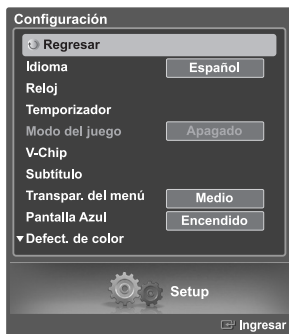 Configuración
Regresar
Idioma Español
Reloj
Temporizador
Modo del juego Apagado
V-Chip
Subtítulo
Transpar. del menú Medio
Pantalla Azul Encendido
▼Defect. de color
Setup
Ingresar